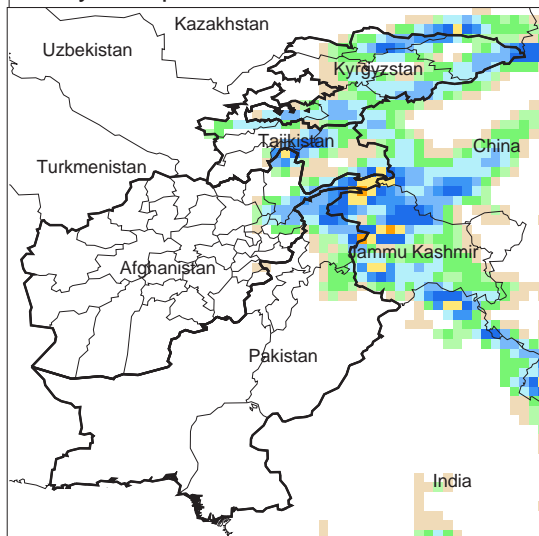 Kazakhstan
Uzbekistan
Kyrgyzstan
Tajikistan
China
Turkmenistan
Jammu Kashmir
Afghanistan
Pakistan
India